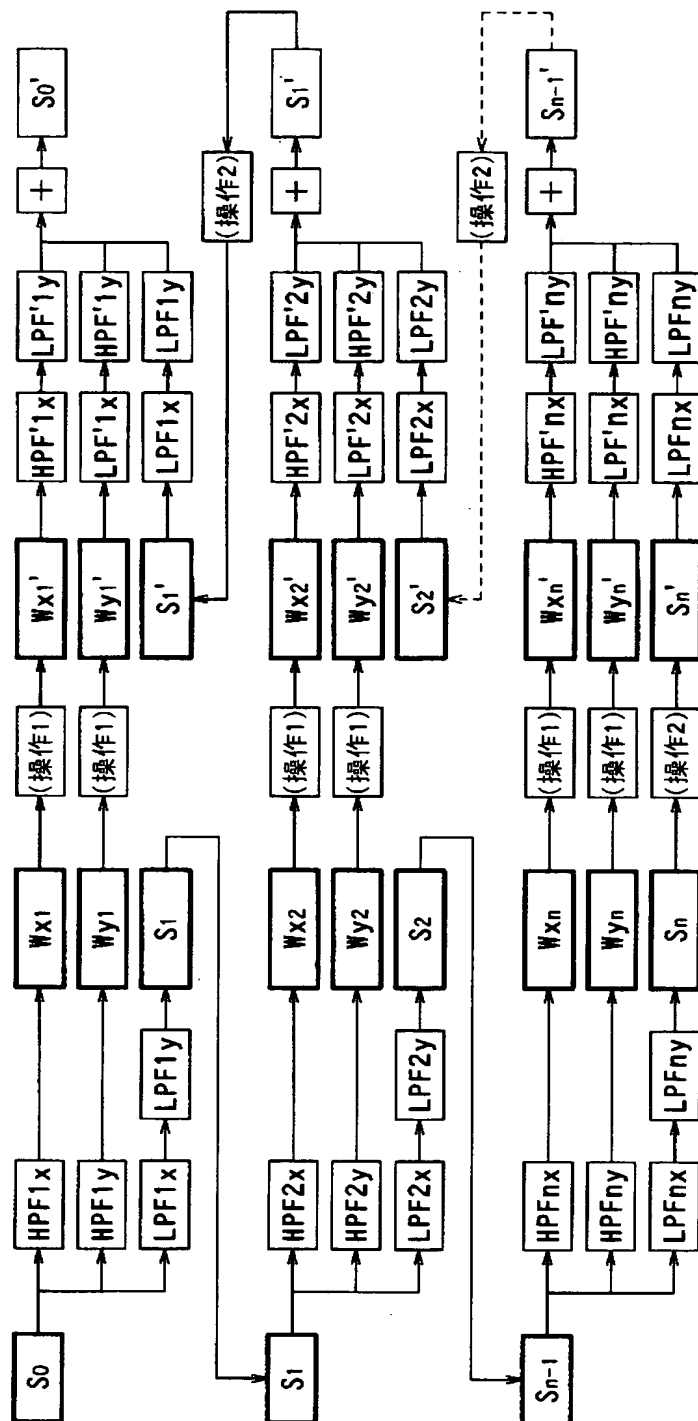 S0
HPF1x
HPF1y
LPF1x
LPF1y
Wx1
Wy1
S1
(操作1)
(操作1)
Wx1'
Wy1'
S1'
HPF'1x
LPF'1x
LPF1x
LPF'1y
HPF'1y
LPF1y
+
S0'
(操作2)
S1
HPF2x
HPF2y
LPF2x
LPF2y
Wx2
Wy2
S2
(操作1)
(操作1)
Wx2'
Wy2'
S2'
HPF'2x
LPF'2x
LPF2x
LPF'2y
HPF'2y
LPF2y
+
S1'
(操作2)
Sn-1
HPFnx
HPFny
LPFnx
LPFny
Wxn
Wyn
Sn
(操作1)
(操作1)
(操作2)
Wxn'
Wyn'
Sn'
HPF'nx
LPF'nx
LPFnx
LPF'ny
HPF'ny
LPFny
+
Sn-1'